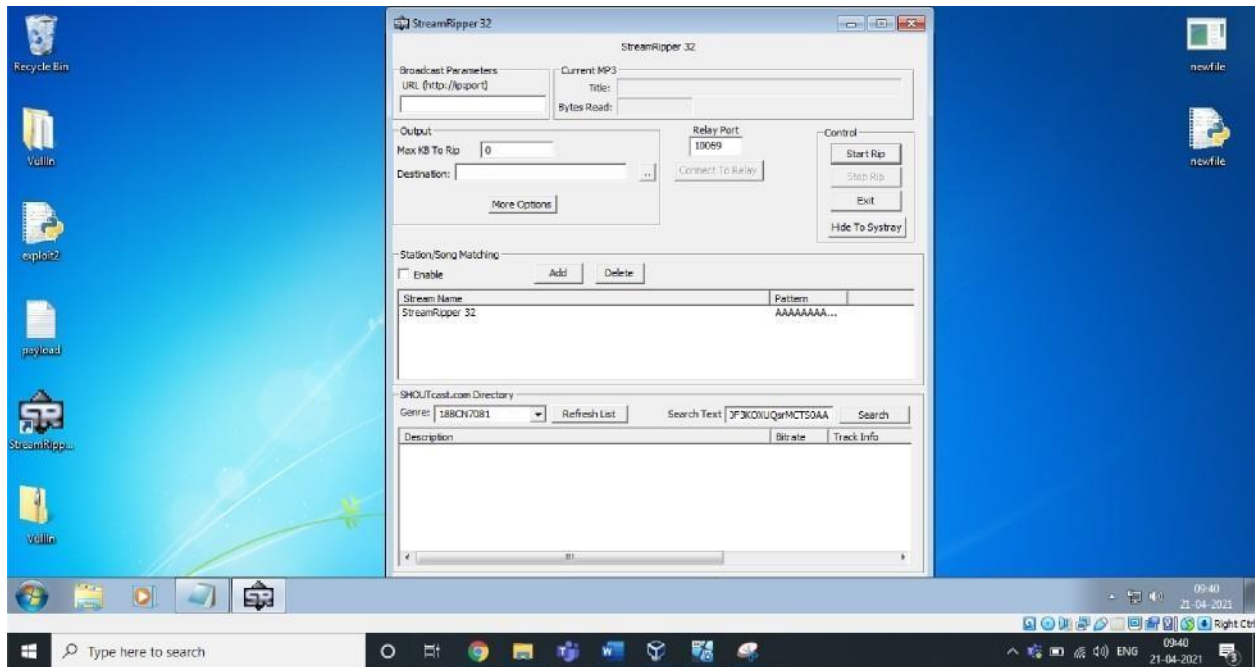 Recycle Bin
exploit2
payload
StreamRipp...
StreamRipper 32
StreamRipper 32
Broadcast Parameters
URL (http://ip:port)
Current MP3
Title:
Bytes Read:
Output
Max KB To Rip 0
Destination: ..
More Options
Relay Port
10069
Connect To Relay
Control
Start Rip
Stop Rip
Exit
Hide To Systray
Station/Song Matching
Enable Add Delete
Stream Name Pattern
StreamRipper 32 AAAAAAAA...
SHOUTcast.com Directory
Genre: 18BCN7081 Refresh List Search Text Search
Description Bitrate Track Info
newfile
newfile
09:40
21-04-2021
Right Ctrl
Type here to search
ENG
09:40
21-04-2021
3